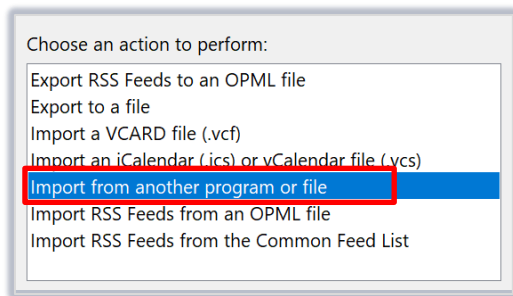 Choose an action to perform:
Export RSS Feeds to an OPML file
Export to a file
Import a VCARD file (.vcf)
Import an iCalendar (.ics) or vCalendar file (.vcs)
Import from another program or file
Import RSS Feeds from an OPML file
Import RSS Feeds from the Common Feed List